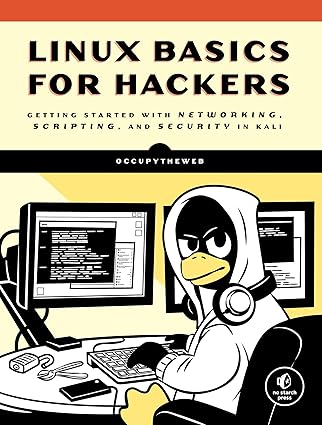 LINUX BASICS
FOR HACKERS
GETTING STARTED WITH NETWORKING,
SCRIPTING, AND SECURITY IN KALI
OCCUPYTHEWEB
no starch
press